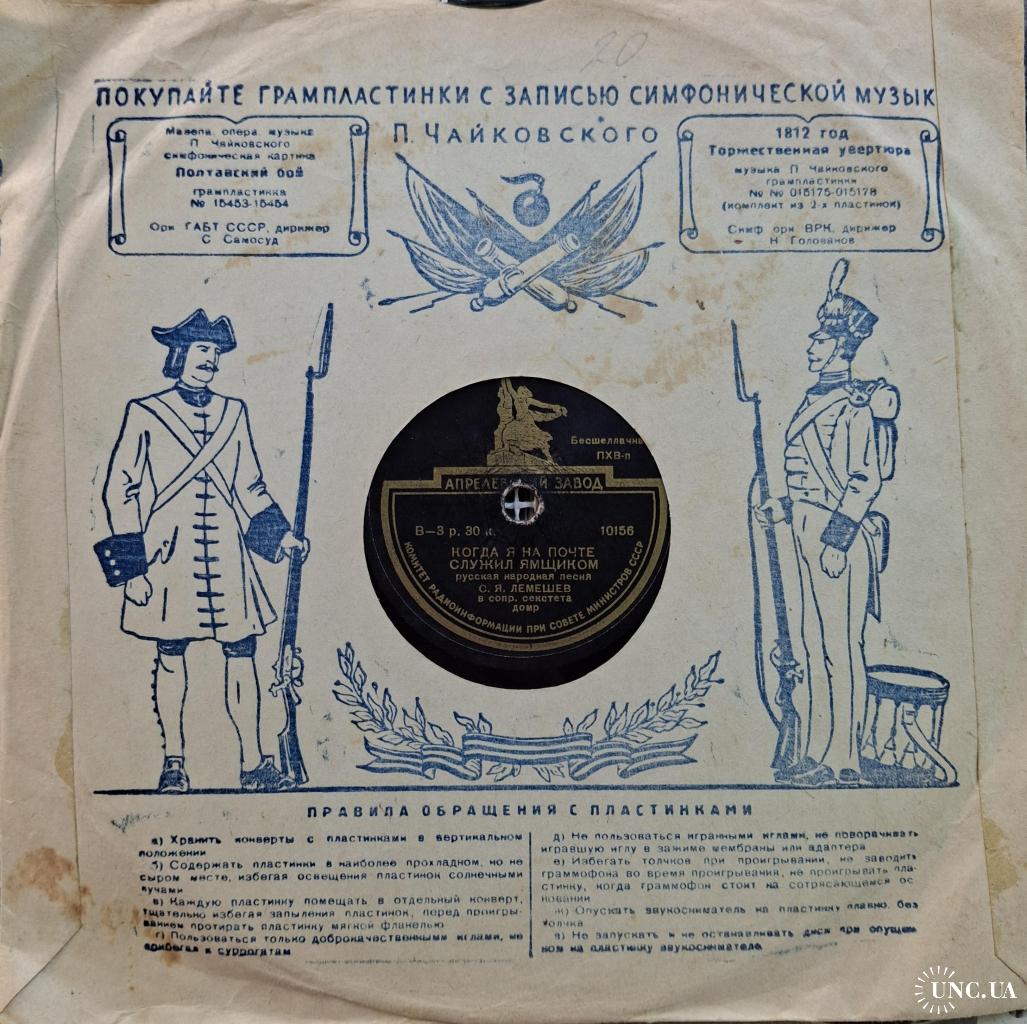 20
ПОКУПАЙТЕ ГРАМПЛАСТИНКИ С ЗАПИСЬЮ СИМФОНИЧЕСКОЙ МУЗЫК
П. ЧАЙКОВСКОГО
Мазепа, опера, музыка
П Чайковского
симфоническая картина
Полтавский бой
грампластинка
№ 15453-15454
Орк ГАБТ СССР, дирижер
С Самосуд
1812 год
Торжественная увертюра
музыка П Чайковского
грампластинки
№ № 015175-015178
(комплект из 2-х пластинок)
Симф орк ВРК, дирижер
Н Голованов
Бесшеллачна
ПХВ-п
АПРЕЛЕВСКИЙ ЗАВОД
В—3 р. 30 к.
10156
КОГДА Я НА ПОЧТЕ
СЛУЖИЛ ЯМЩИКОМ
русская народная песня
С. Я. ЛЕМЕШЕВ
в сопр. секстета
домр
КОМИТЕТ РАДИОИНФОРМАЦИИ ПРИ СОВЕТЕ МИНИСТРОВ СССР
ПРАВИЛА ОБРАЩЕНИЯ С ПЛАСТИНКАМИ
а) Хранить конверты с пластинками в вертикальном
положении
б) Содержать пластинки в наиболее прохладном, но не
сыром месте, избегая освещения пластинок солнечными
лучами
в) Каждую пластинку помещать в отдельный конверт,
тщательно избегая запыления пластинок, перед проигры-
ванием протирать пластинку мягкой фланелью
г) Пользоваться только доброкачественными иглами, не
прибегая к суррогатам
д) Не пользоваться игранными иглами, не поворачивать
игравшую иглу в зажиме мембраны или адаптера
е) Избегать толчков при проигрывании, не заводить
граммофона во время проигрывания, не проигрывать пла-
стинку, когда граммофон стоит на сотрясающемся ос
новании
ж) Опускать звукосниматель на пластинку плавно, без
толчка
з) Не запускать и не останавливать диск при опущен
ном на пластинку звукоснимателе
UNC.UA